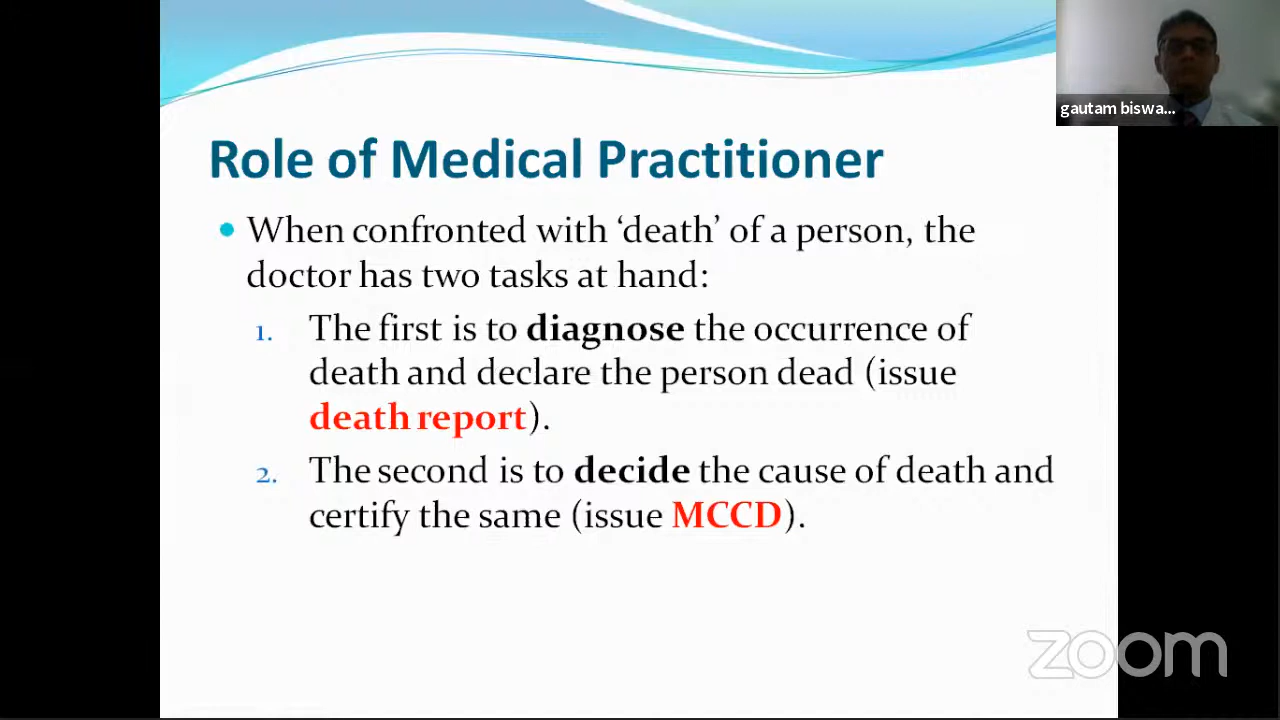 gautam biswa...
Role of Medical Practitioner
• When confronted with ‘death’ of a person, the
doctor has two tasks at hand:
1. The first is to diagnose the occurrence of
death and declare the person dead (issue
death report).
2. The second is to decide the cause of death and
certify the same (issue MCCD).
zoom